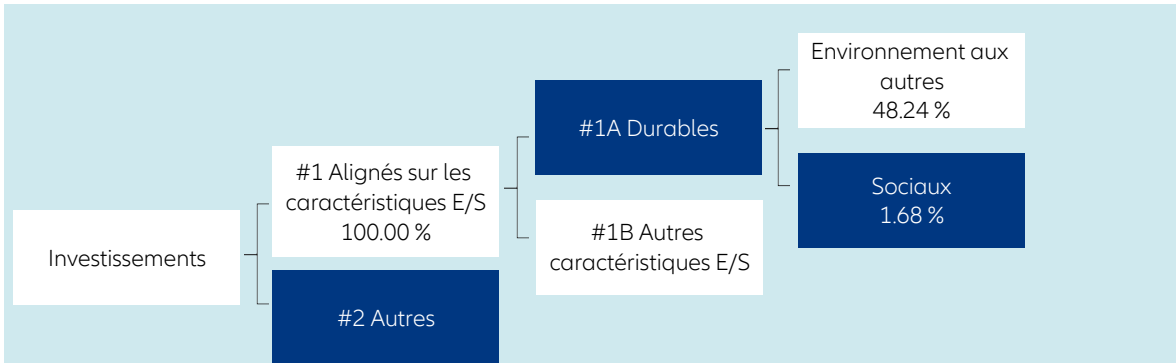 Investissements
#1 Alignés sur les
caractéristiques E/S
100.00 %
#2 Autres
#1A Durables
#1B Autres
caractéristiques E/S
Environnement aux
autres
48.24 %
Sociaux
1.68 %